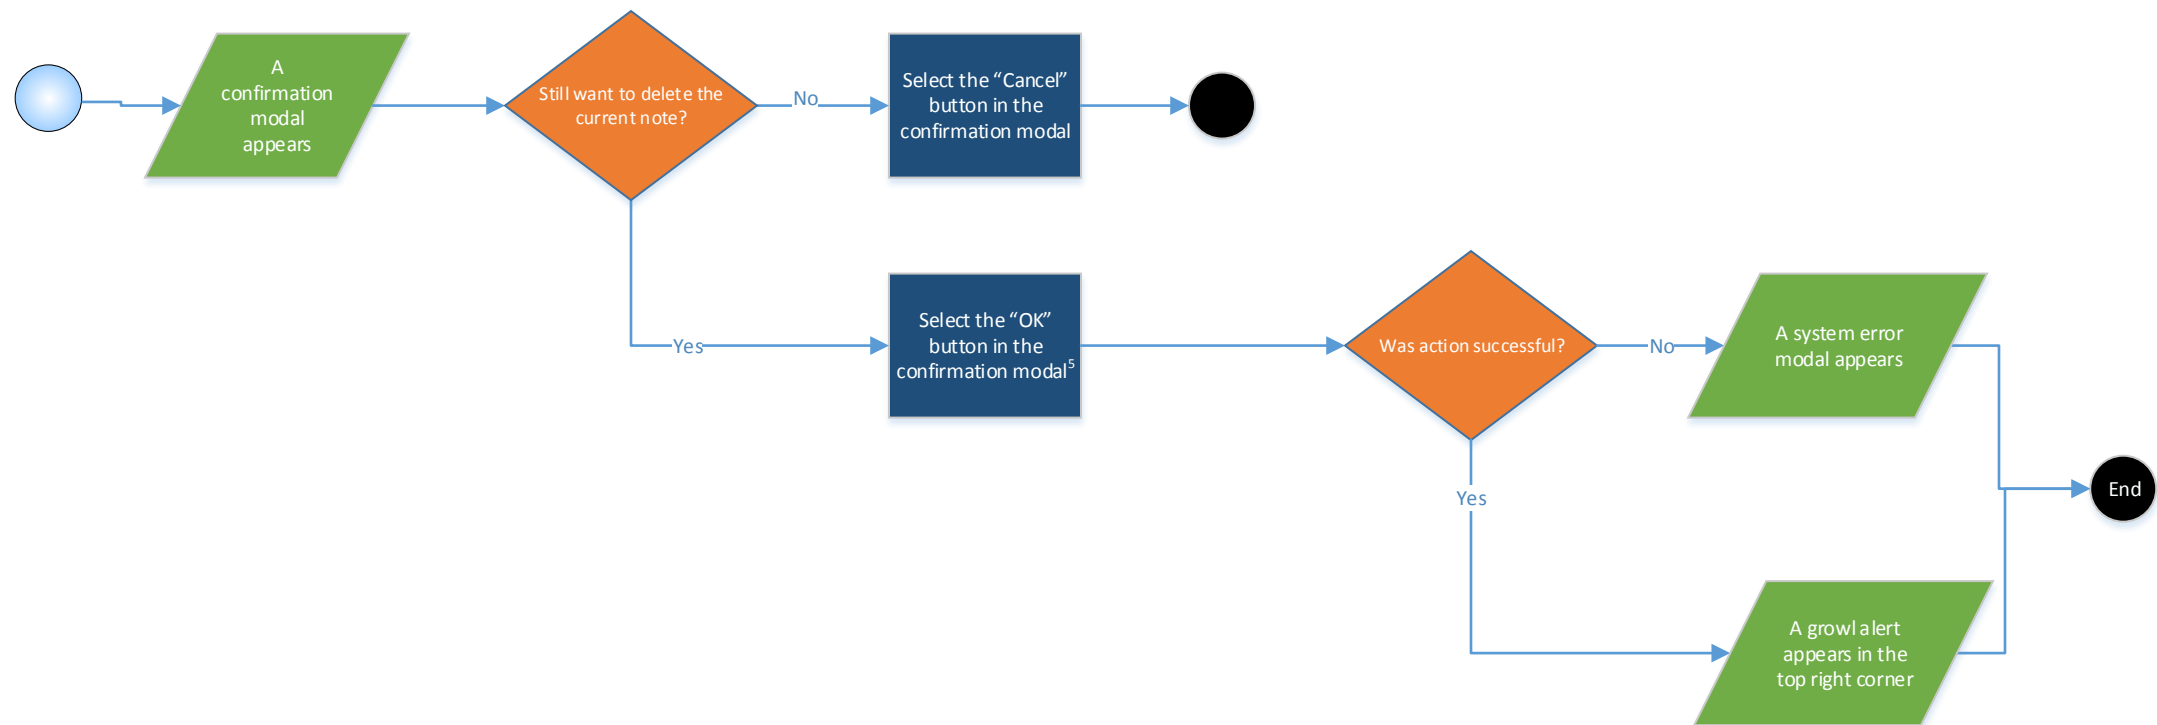 A
confirmation
modal
appears
Still want to delete the
current note?
No
Select the “Cancel”
button in the
confirmation modal
Yes
Select the “OK”
button in the
confirmation modal⁵
Was action successful?
No
A system error
modal appears
Yes
A growl alert
appears in the
top right corner
End